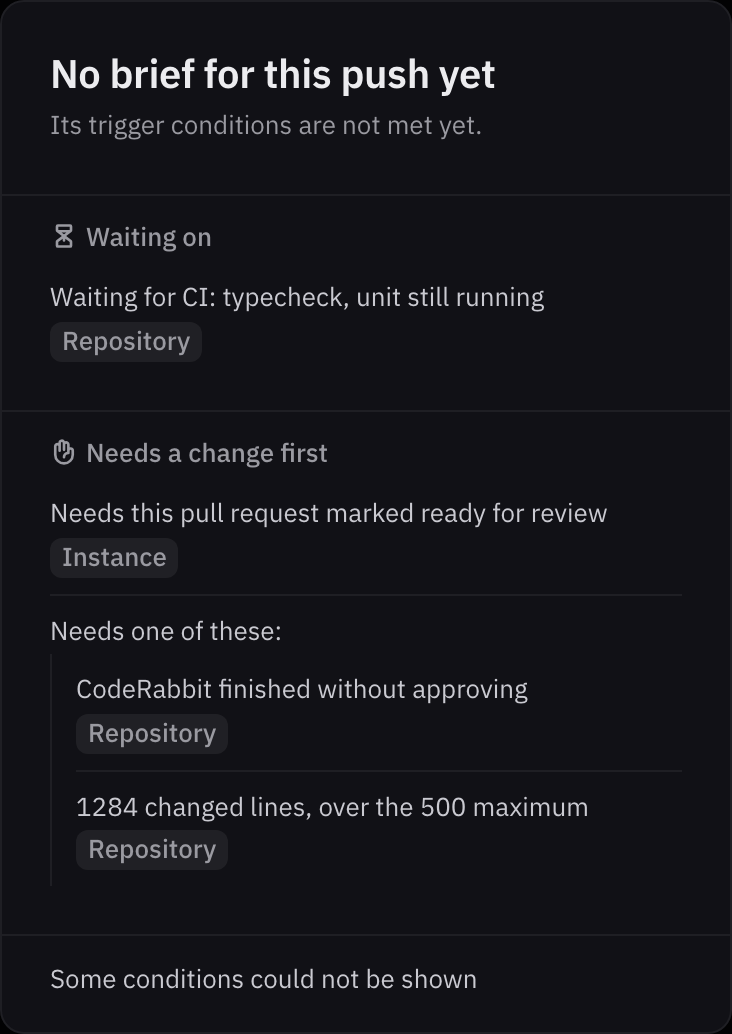 No brief for this push yet
Its trigger conditions are not met yet.
Waiting on
Waiting for CI: typecheck, unit still running
Repository
Needs a change first
Needs this pull request marked ready for review
Instance
Needs one of these:
CodeRabbit finished without approving
Repository
1284 changed lines, over the 500 maximum
Repository
Some conditions could not be shown